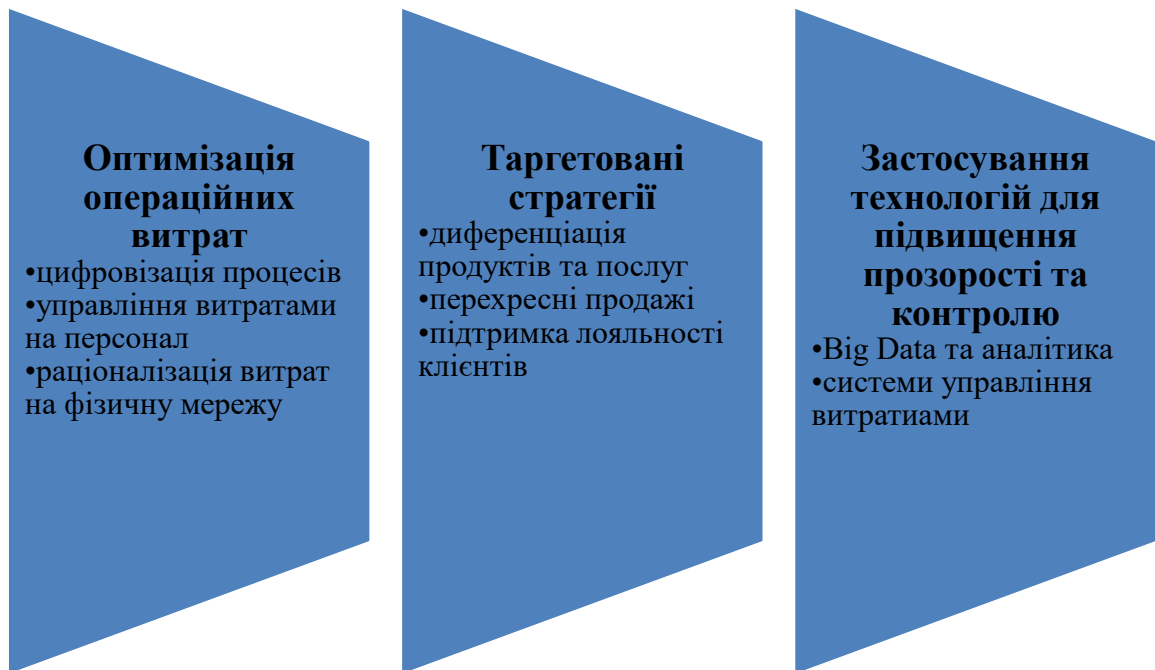 Оптимізація
операційних
витрат
•цифровізація процесів
•управління витратами
на персонал
•раціоналізація витрат
на фізичну мережу
Таргетовані
стратегії
•диференціація
продуктів та послуг
•перехресні продажі
•підтримка лояльності
клієнтів
Застосування
технологій для
підвищення
прозорості та
контролю
•Big Data та аналітика
•системи управління
витратиами